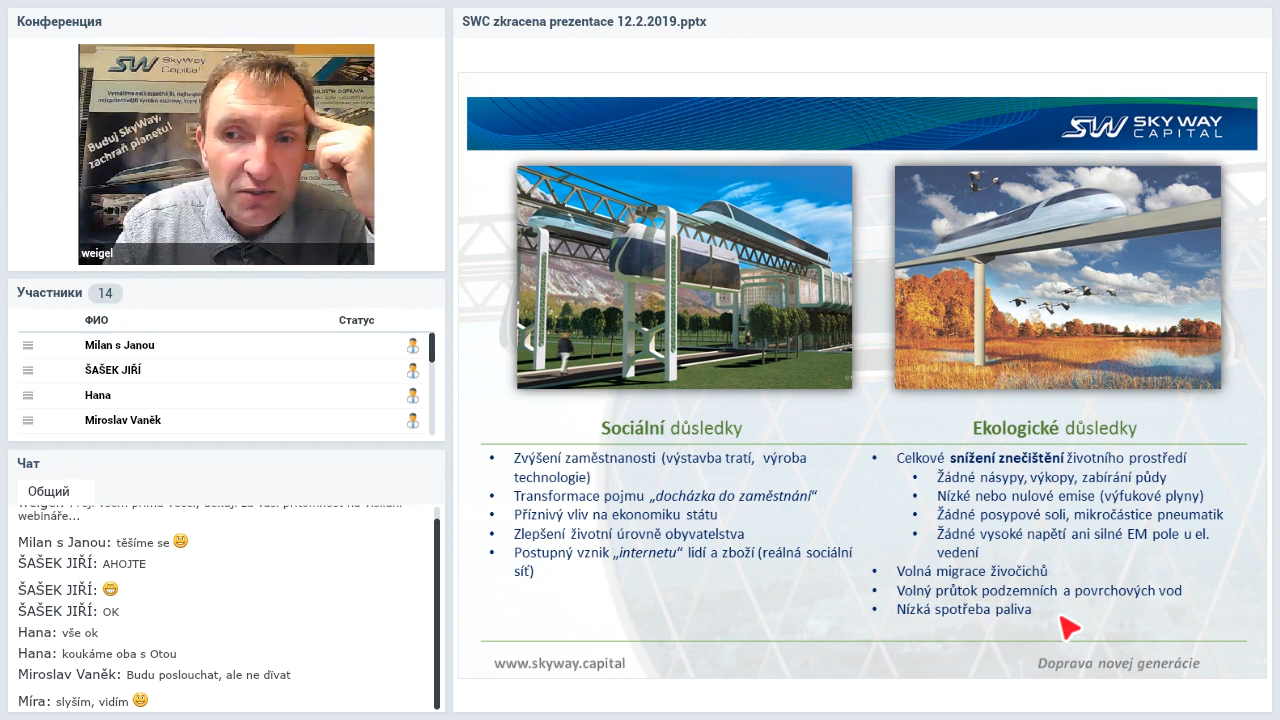 Конференция
SKYWAY
CAPITAL
Buduj SkyWay,
zachraň planetu!
weigel
Участники 14
ФИО Статус
Milan s Janou
ŠAŠEK JIŘÍ
Hana
Miroslav Vaněk
Чат
Общий
webináře...
Milan s Janou: těšíme se
ŠAŠEK JIŘÍ: AHOJTE
ŠAŠEK JIŘÍ:
ŠAŠEK JIŘÍ: OK
Hana: vše ok
Hana: koukáme oba s Otou
Miroslav Vaněk: Budu poslouchat, ale ne dívat
Míra: slyším, vidím
SWC zkracena prezentace 12.2.2019.pptx
SW SKY WAY
CAPITAL
Sociální důsledky
• Zvýšení zaměstnanosti (výstavba tratí, výroba
technologie)
• Transformace pojmu „docházka do zaměstnání“
• Příznivý vliv na ekonomiku státu
• Zlepšení životní úrovně obyvatelstva
• Postupný vznik „internetu“ lidí a zboží (reálná sociální
síť)
Ekologické důsledky
• Celkové snížení znečištění životního prostředí
• Žádné násypy, výkopy, zabírání půdy
• Nízké nebo nulové emise (výfukové plyny)
• Žádné posypové soli, mikročástice pneumatik
• Žádné vysoké napětí ani silné EM pole u el.
vedení
• Volná migrace živočichů
• Volný průtok podzemních a povrchových vod
• Nízká spotřeba paliva
www.skyway.capital
Doprava novej generácie